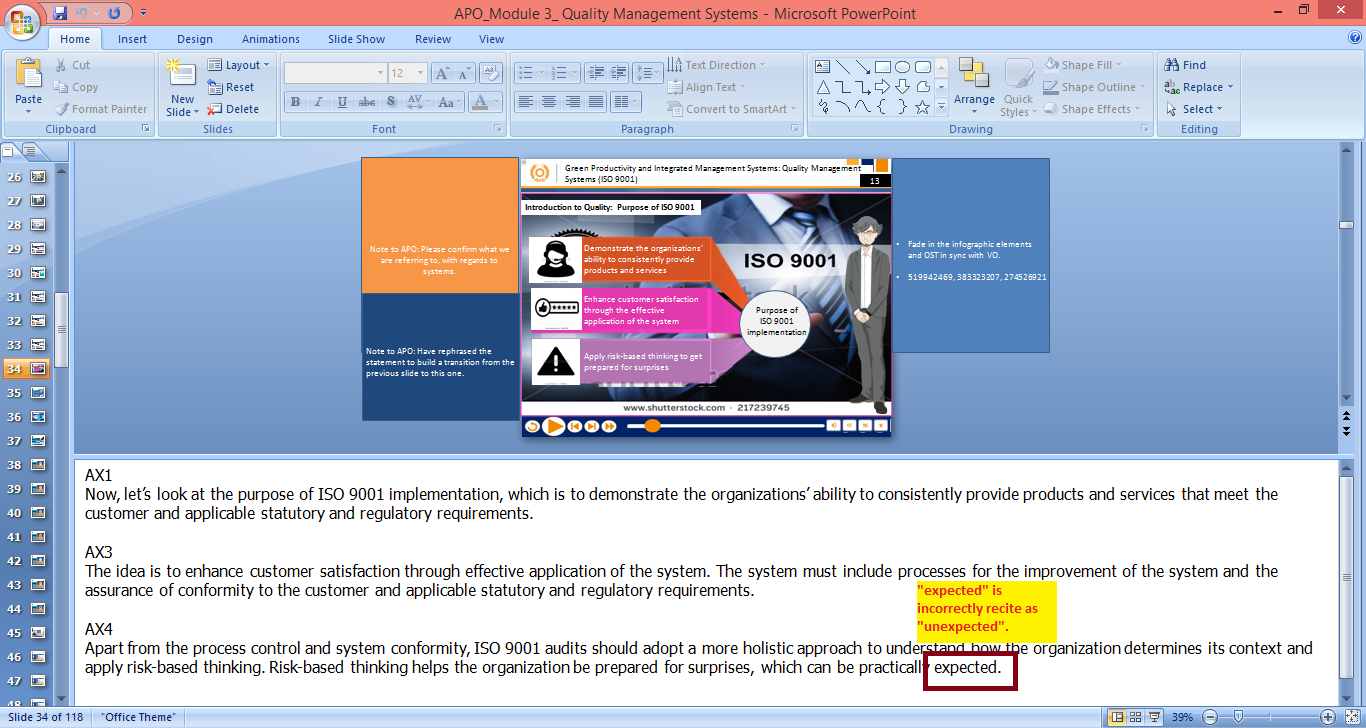 APO_Module 3_ Quality Management Systems - Microsoft PowerPoint
Home Insert Design Animations Slide Show Review View
Paste
Cut
Copy
Format Painter
Clipboard
New Slide
Layout
Reset
Delete
Slides
12
B I U abc S AV Aa A
Font
Text Direction
Align Text
Convert to SmartArt
Paragraph
Arrange
Quick Styles
Shape Fill
Shape Outline
Shape Effects
Drawing
Find
Replace
Select
Editing
26
27
28
29
30
31
32
33
34
35
36
37
38
39
40
41
42
43
44
45
46
47
48
Note to APO: Please confirm what we
are referring to, with regards to
systems.
Note to APO: Have rephrased the
statement to build a transition from the
previous slide to this one.
Green Productivity and Integrated Management Systems: Quality Management
Systems (ISO 9001)
13
Introduction to Quality: Purpose of ISO 9001
Demonstrate the organizations’
ability to consistently provide
products and services
Enhance customer satisfaction
through the effective
application of the system
Apply risk-based thinking to get
prepared for surprises
ISO 9001
Purpose of
ISO 9001
implementation
www.shutterstock.com · 217239745
• Fade in the infographic elements
and OST in sync with VO.
• 519942469, 383323207, 274526921
AX1
Now, let’s look at the purpose of ISO 9001 implementation, which is to demonstrate the organizations’ ability to consistently provide products and services that meet the
customer and applicable statutory and regulatory requirements.
AX3
The idea is to enhance customer satisfaction through effective application of the system. The system must include processes for the improvement of the system and the
assurance of conformity to the customer and applicable statutory and regulatory requirements.
"expected" is
incorrectly recite as
"unexpected".
AX4
Apart from the process control and system conformity, ISO 9001 audits should adopt a more holistic approach to understand how the organization determines its context and
apply risk-based thinking. Risk-based thinking helps the organization be prepared for surprises, which can be practically expected.
Slide 34 of 118 "Office Theme" 39%